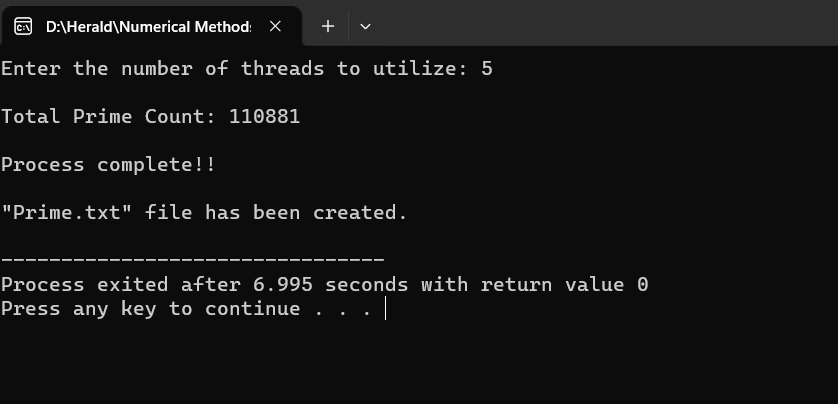 D:\Herald\Numerical Method:
Enter the number of threads to utilize: 5
Total Prime Count: 110881
Process complete!!
"Prime.txt" file has been created.
--------------------------------
Process exited after 6.995 seconds with return value 0
Press any key to continue . . .